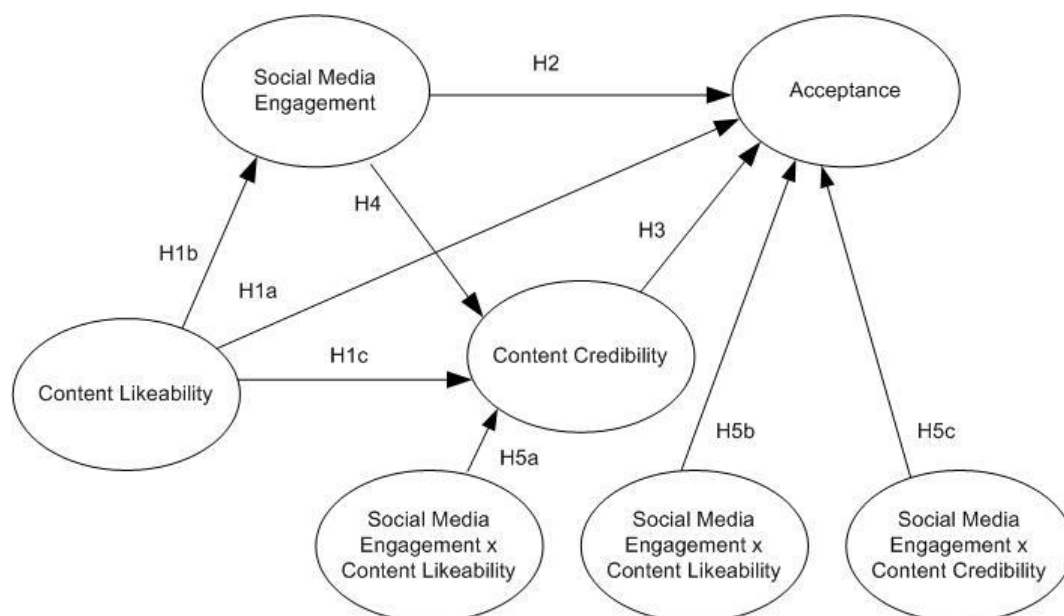 Social Media
Engagement
H2
Acceptance
H4
H3
H1b
H1a
H1c
Content Credibility
Content Likeability
H5a
H5b
H5c
Social Media
Engagement x
Content Likeability
Social Media
Engagement x
Content Likeability
Social Media
Engagement x
Content Credibility